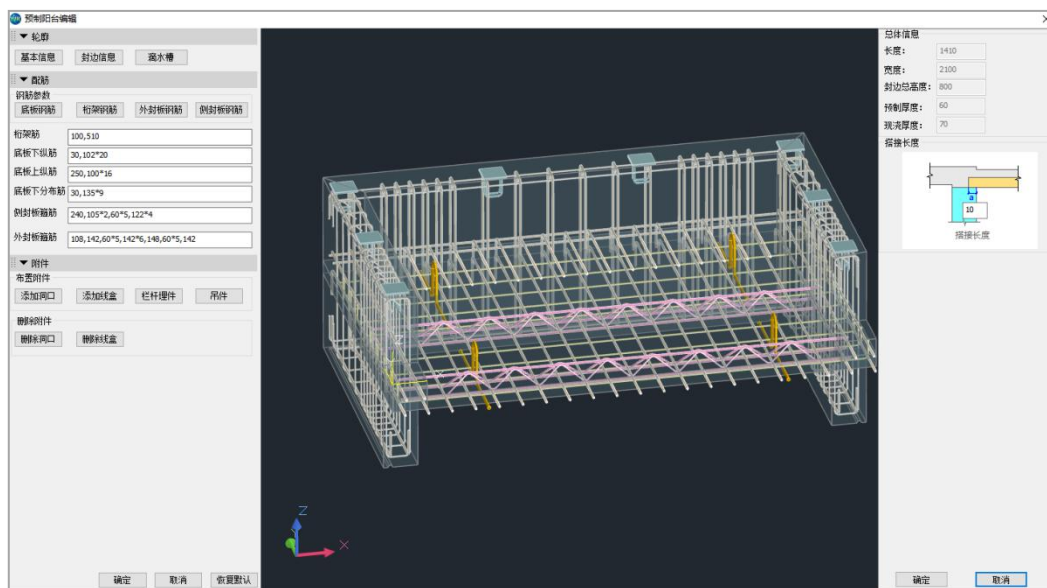 预制阳台编辑
轮廓
基本信息 封边信息 滴水槽
配筋
钢筋参数
底板钢筋 桁架钢筋 外封板钢筋 侧封板钢筋
桁架筋 100,510
底板下纵筋 30,102*20
底板上纵筋 250,100*16
底板下分布筋 30,135*9
侧封板箍筋 240,105*2,60*5,122*4
外封板箍筋 108,142,60*5,142*6,148,60*5,142
附件
布置附件
添加洞口 添加线盒 栏杆埋件 吊件
删除附件
删除洞口 删除线盒
确定 取消 恢复默认
Z
X
Z
总体信息
长度: 1410
宽度: 2100
封边总高度: 800
预制厚度: 60
现浇厚度: 70
搭接长度
a
10
搭接长度
确定 取消